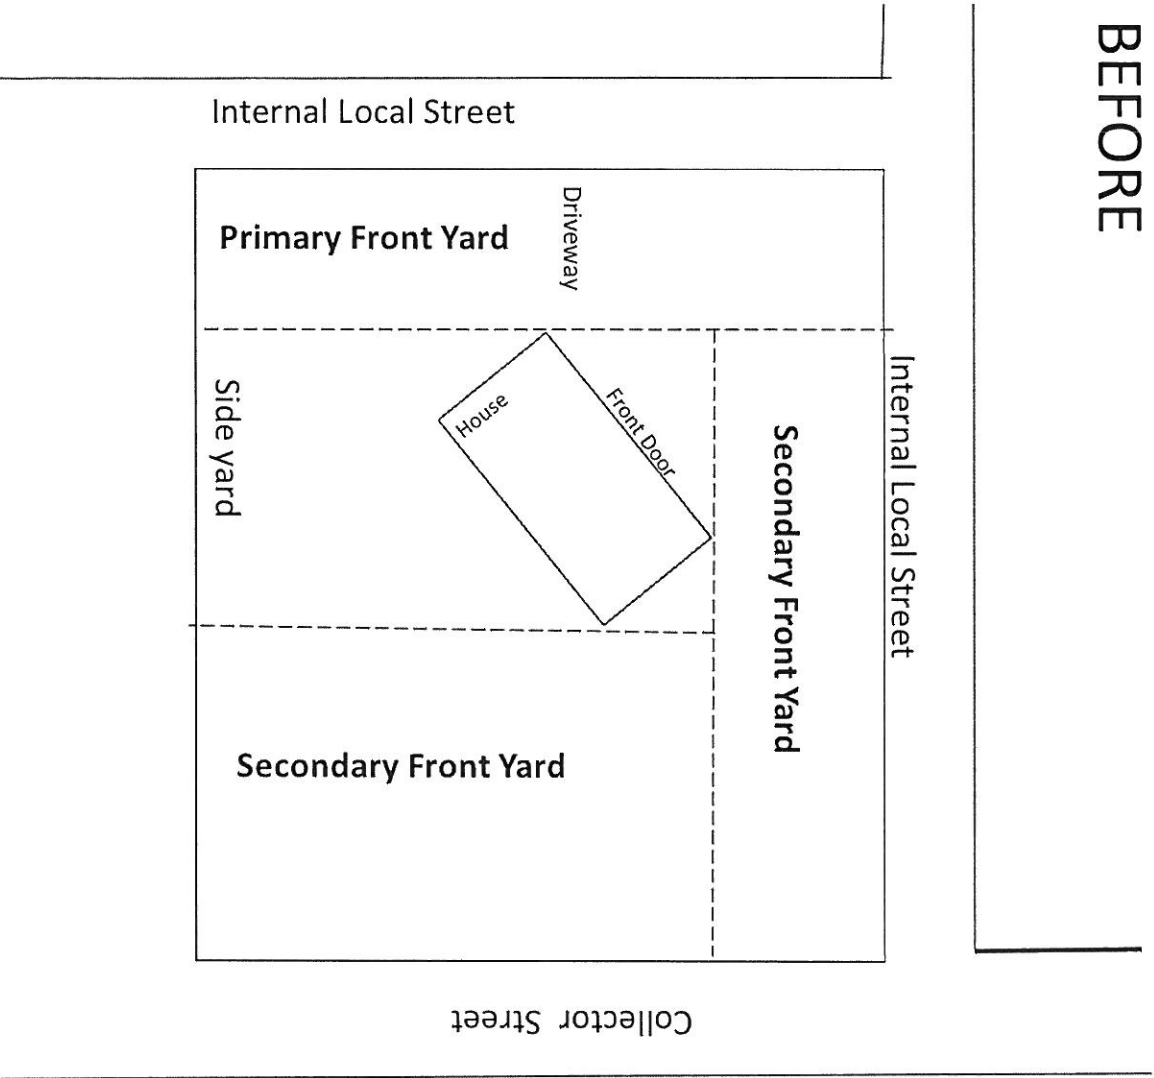 BEFORE
Internal Local Street
Driveway
Primary Front Yard
Internal Local Street
Side yard
House
Front Door
Secondary Front Yard
Secondary Front Yard
Collector Street